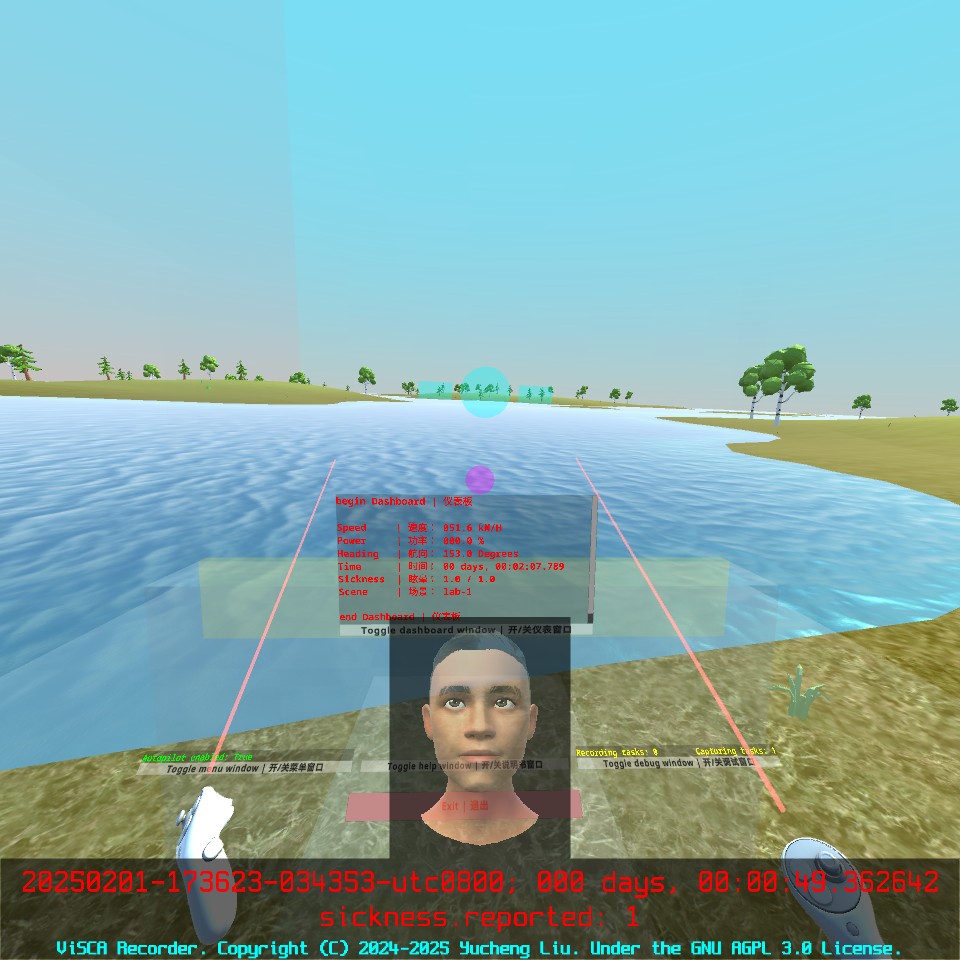 begin Dashboard | 仪表板
Speed | 速度： 051.6 kM/H
Power | 功率： 000.0 %
Heading | 航向： 153.0 Degrees
Time | 时间： 00 days, 00:02:07.789
Sickness | 眩晕： 1.0 / 1.0
Scene | 场景： lab-1
end Dashboard | 仪表板
Toggle dashboard window | 开/关仪表窗口
Autopilot enabled: True
Toggle menu window | 开/关菜单窗口
Toggle help window | 开/关说明书窗口
Recording tasks: 0 Capturing tasks: 1
Toggle debug window | 开/关调试窗口
Exit | 退出
20250201-173623-034353-utc0800; 000 days, 00:00:49.362642
sickness.reported: 1
ViSCA Recorder. Copyright (C) 2024-2025 Yucheng Liu. Under the GNU AGPL 3.0 License.